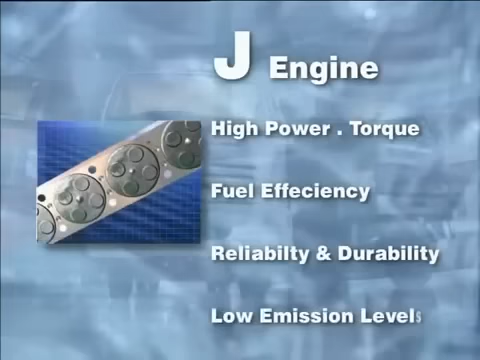 J Engine
High Power . Torque
Fuel Effeciency
Reliabilty & Durability
Low Emission Levels